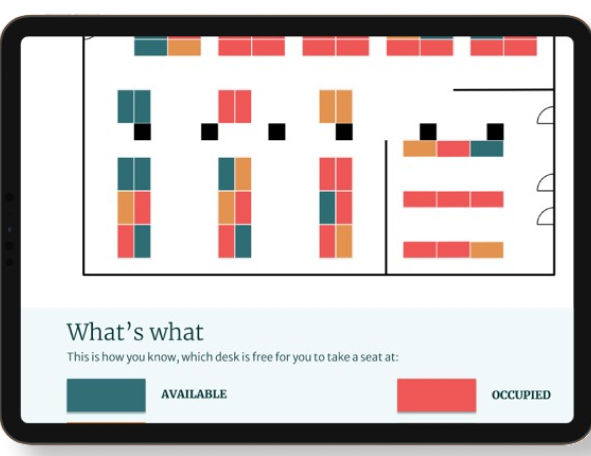 What's what
This is how you know, which desk is free for you to take a seat at:
AVAILABLE
OCCUPIED